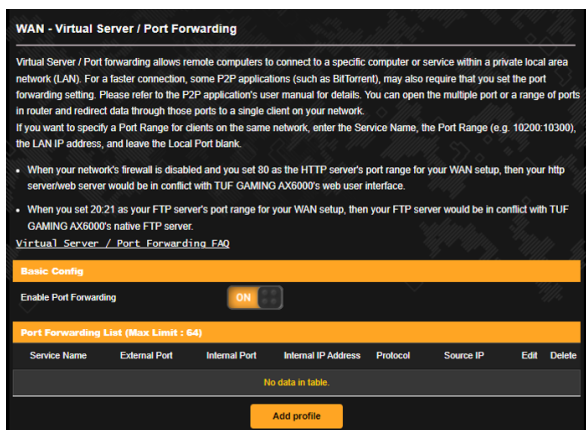 WAN - Virtual Server / Port Forwarding
Virtual Server / Port forwarding allows remote computers to connect to a specific computer or service within a private local area
network (LAN). For a faster connection, some P2P applications (such as BitTorrent), may also require that you set the port
forwarding setting. Please refer to the P2P application's user manual for details. You can open the multiple port or a range of ports
in router and redirect data through those ports to a single client on your network.
If you want to specify a Port Range for clients on the same network, enter the Service Name, the Port Range (e.g. 10200:10300),
the LAN IP address, and leave the Local Port blank.
• When your network's firewall is disabled and you set 80 as the HTTP server's port range for your WAN setup, then your http
server/web server would be in conflict with TUF GAMING AX6000's web user
interface.
• When you set 20:21 as your FTP server's port range for your WAN setup, then your FTP server would be in conflict with TUF
GAMING AX6000's native FTP server.
Virtual Server / Port Forwarding FAQ
Basic Config
Enable Port Forwarding ON
Port Forwarding List (Max Limit : 64)
Service Name External Port Internal Port Internal IP Address Protocol Source IP Edit Delete
No data in table.
Add profile